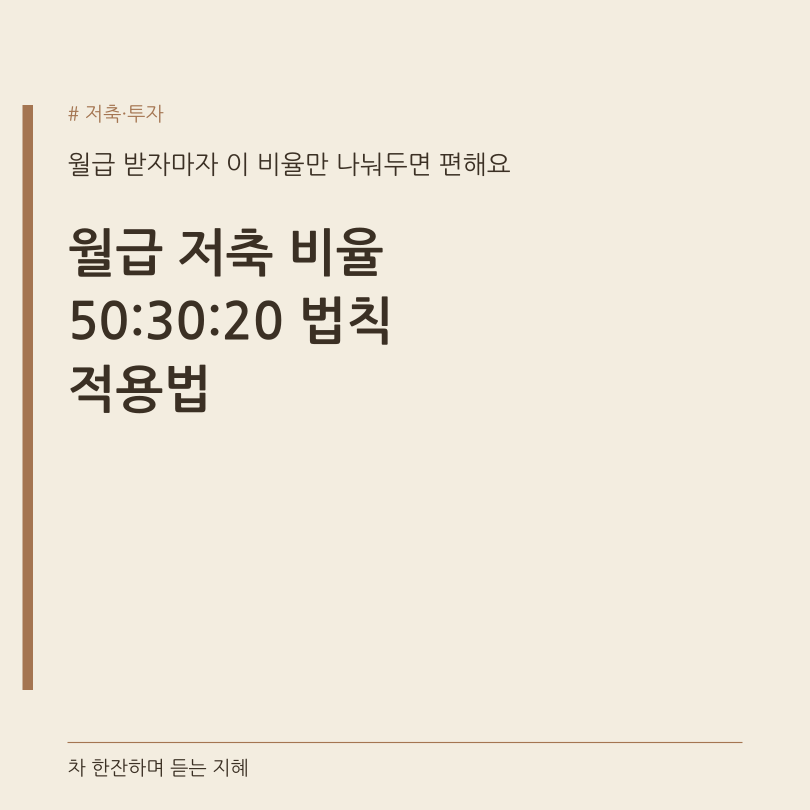 # 저축·투자
월급 받자마자 이 비율만 나눠두면 편해요
월급 저축 비율
50:30:20 법칙
적용법
차 한잔하며 듣는 지혜